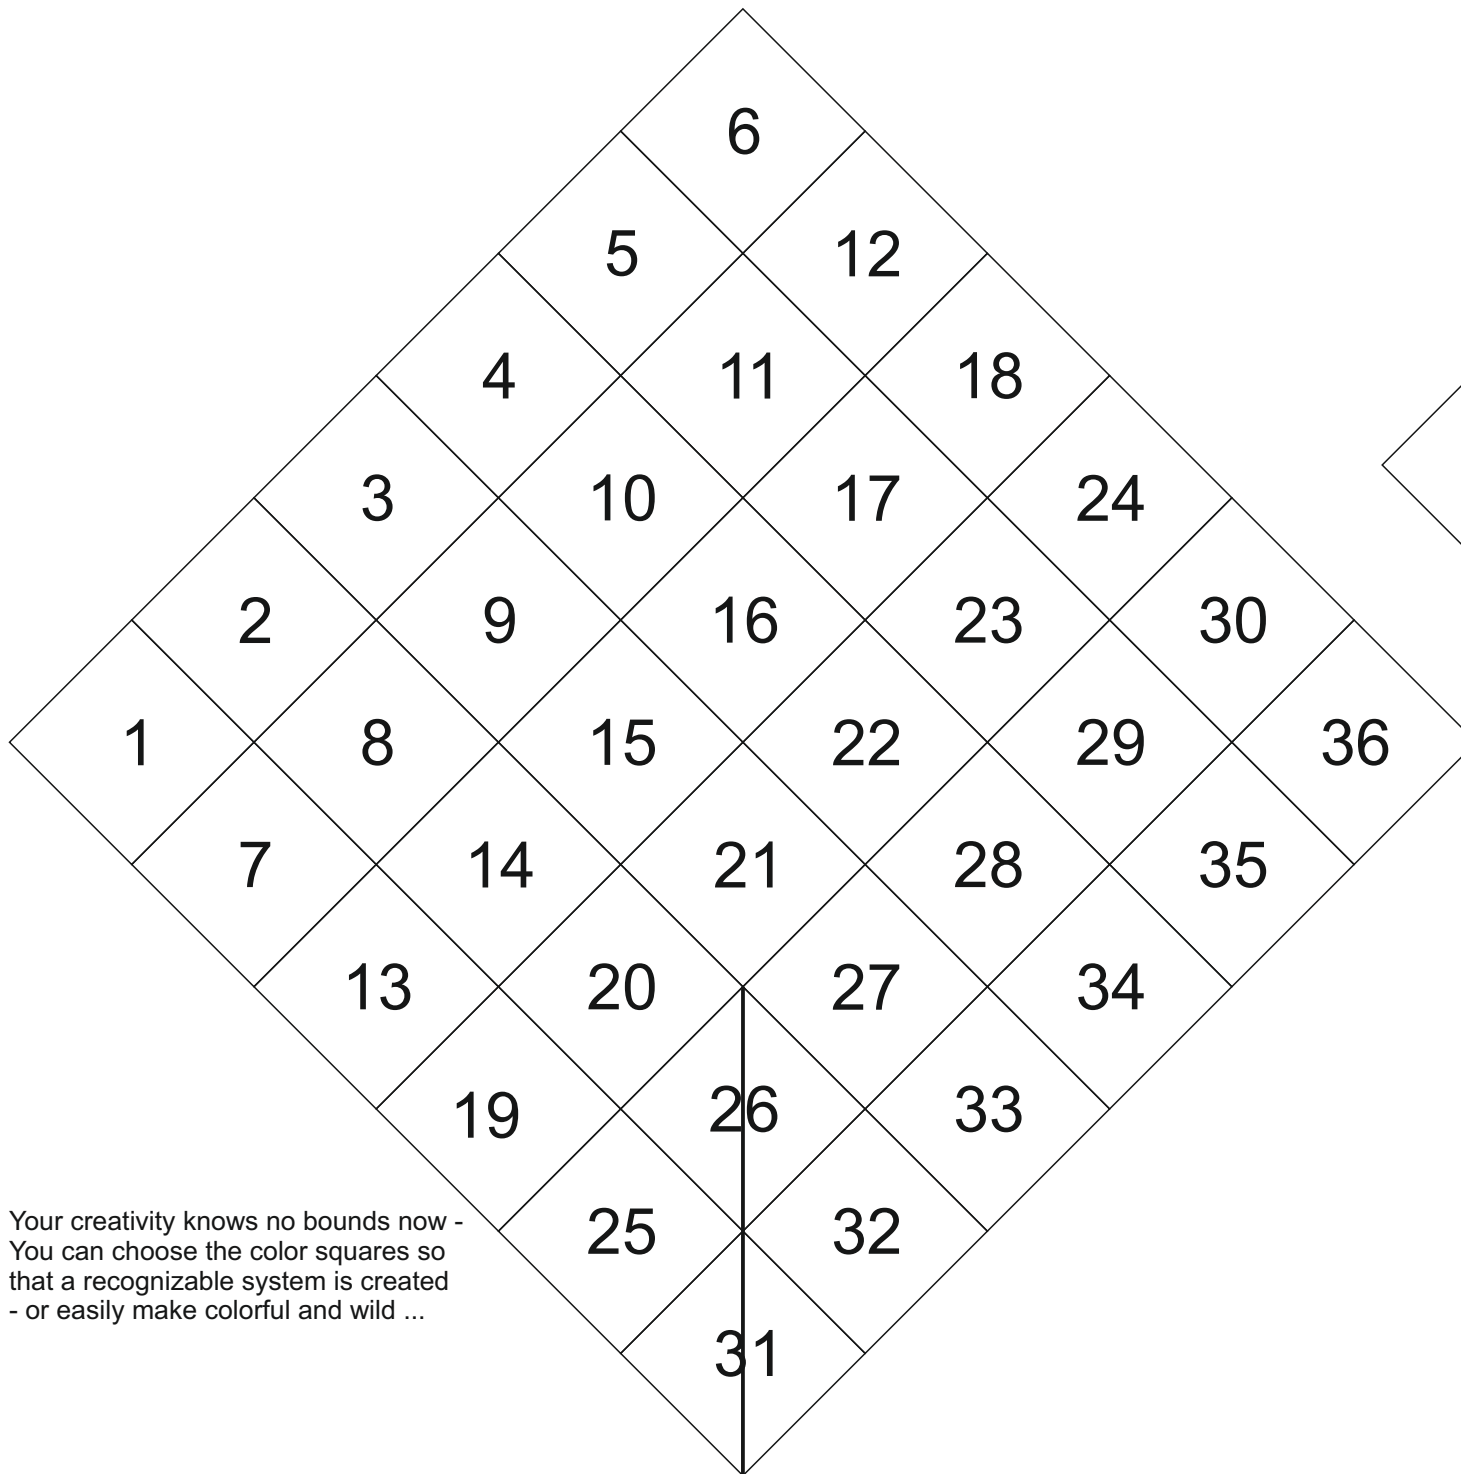 6
5 12
4 11 18
3 10 17 24
2 9 16 23 30
1 8 15 22 29 36
7 14 21 28 35
13 20 27 34
19 26 33
25 32
31
Your creativity knows no bounds now -
You can choose the color squares so
that a recognizable system is created
- or easily make colorful and wild ...